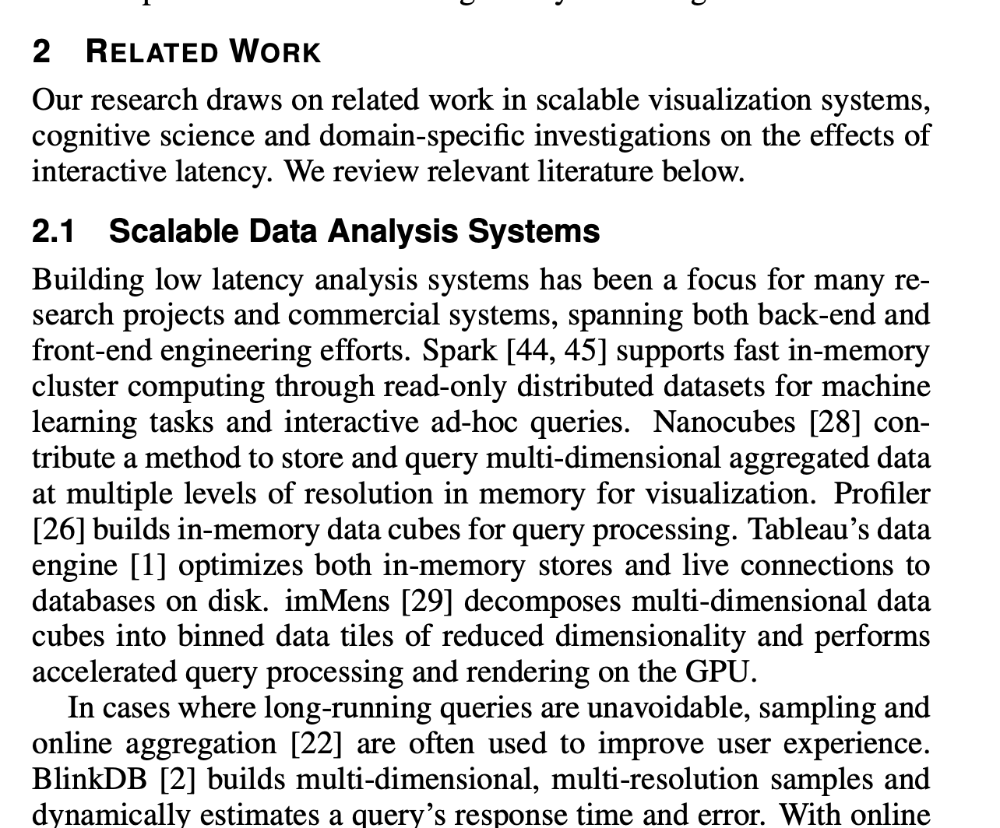 2 RELATED WORK
Our research draws on related work in scalable visualization systems,
cognitive science and domain-specific investigations on the effects of
interactive latency. We review relevant literature below.
2.1 Scalable Data Analysis Systems
Building low latency analysis systems has been a focus for many re-
search projects and commercial systems, spanning both back-end and
front-end engineering efforts. Spark [44, 45] supports fast in-memory
cluster computing through read-only distributed datasets for machine
learning tasks and interactive ad-hoc queries. Nanocubes [28] con-
tribute a method to store and query multi-dimensional aggregated data
at multiple levels of resolution in memory for visualization. Profiler
[26] builds in-memory data cubes for query processing. Tableau’s data
engine [1] optimizes both in-memory stores and live connections to
databases on disk. imMens [29] decomposes multi-dimensional data
cubes into binned data tiles of reduced dimensionality and performs
accelerated query processing and rendering on the GPU.
In cases where long-running queries are unavoidable, sampling and
online aggregation [22] are often used to improve user experience.
BlinkDB [2] builds multi-dimensional, multi-resolution samples and
dynamically estimates a query’s response time and error. With online